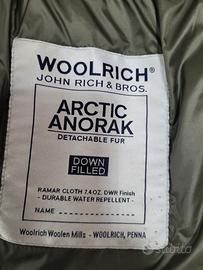 WOOLRICH®
JOHN RICH & BROS.
ARCTIC
ANORAK
DETACHABLE FUR
DOWN
FILLED
RAMAR CLOTH 7.4 OZ. DWR Finish
- DURABLE WATER REPELLENT -
NAME
Woolrich Woolen Mills - WOOLRICH, PENNA
subito